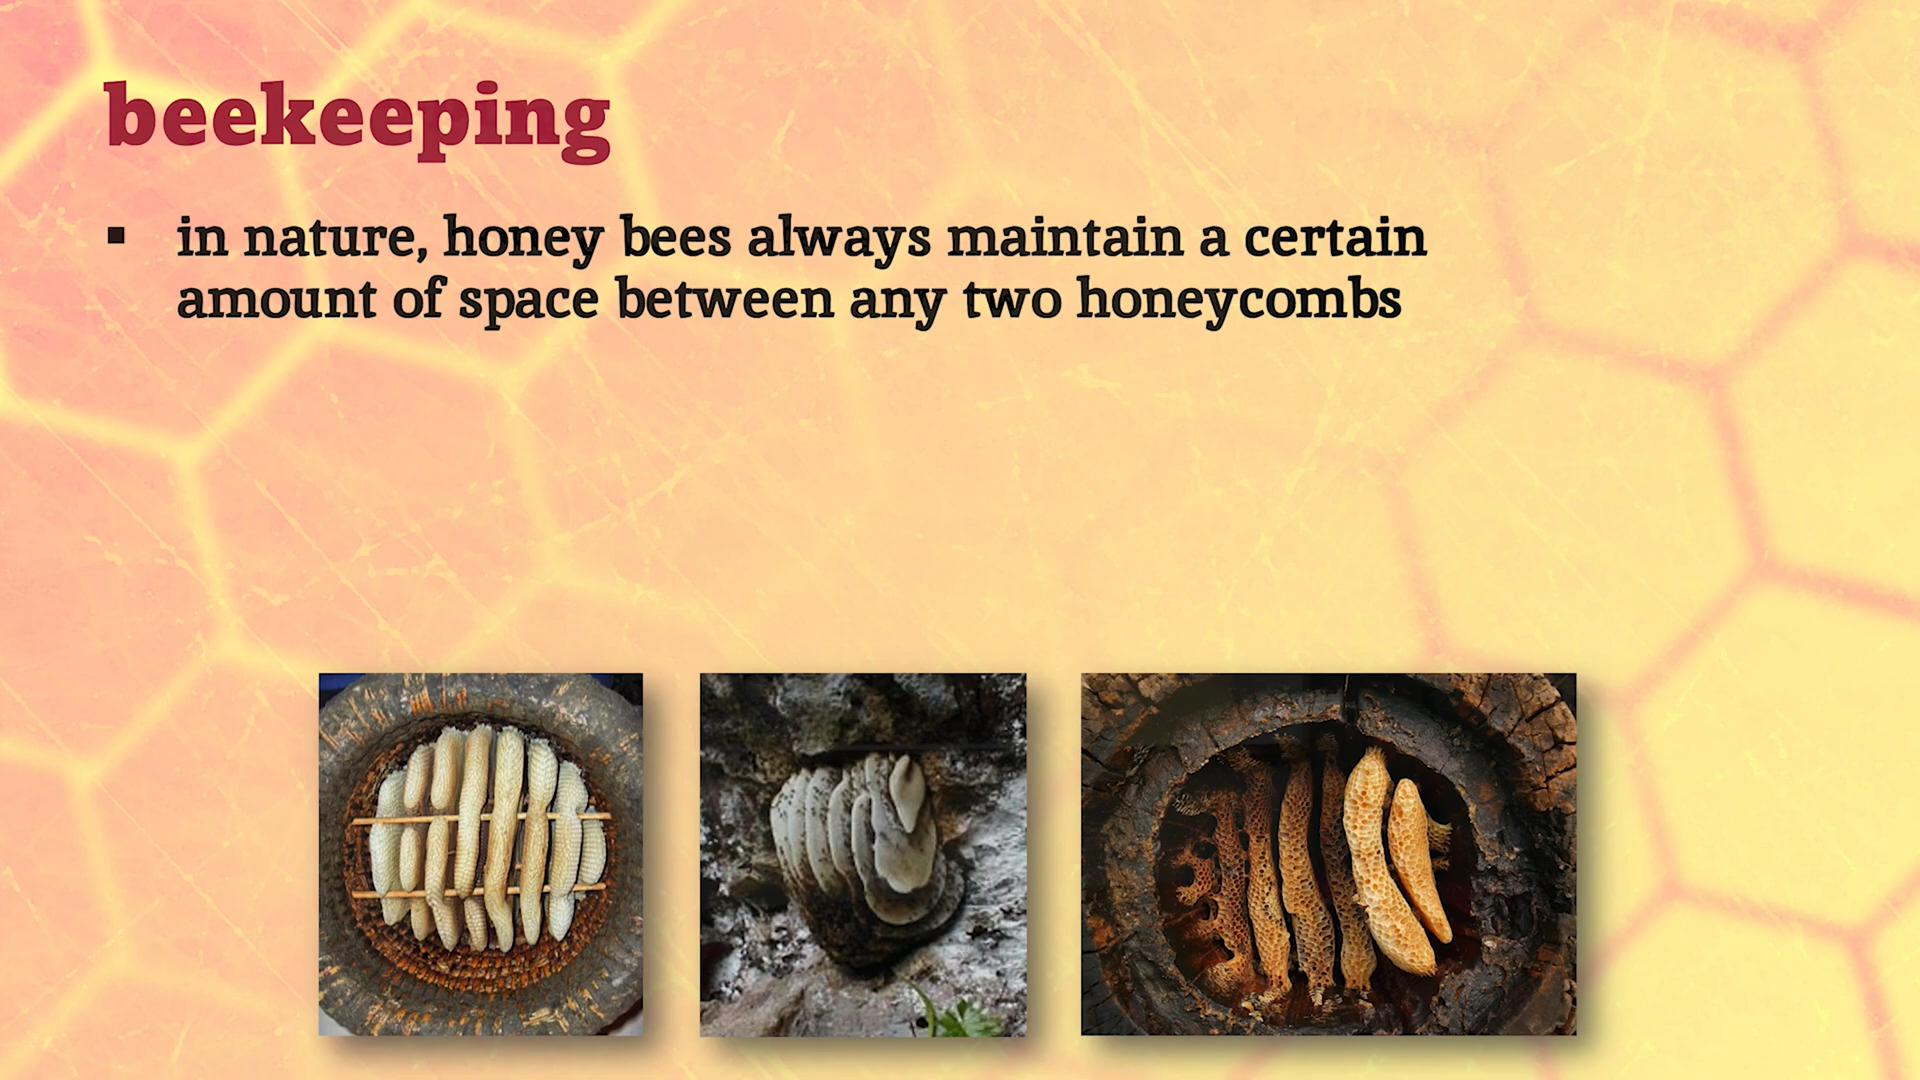 beekeeping
▪ in nature, honey bees always maintain a certain
amount of space between any two honeycombs